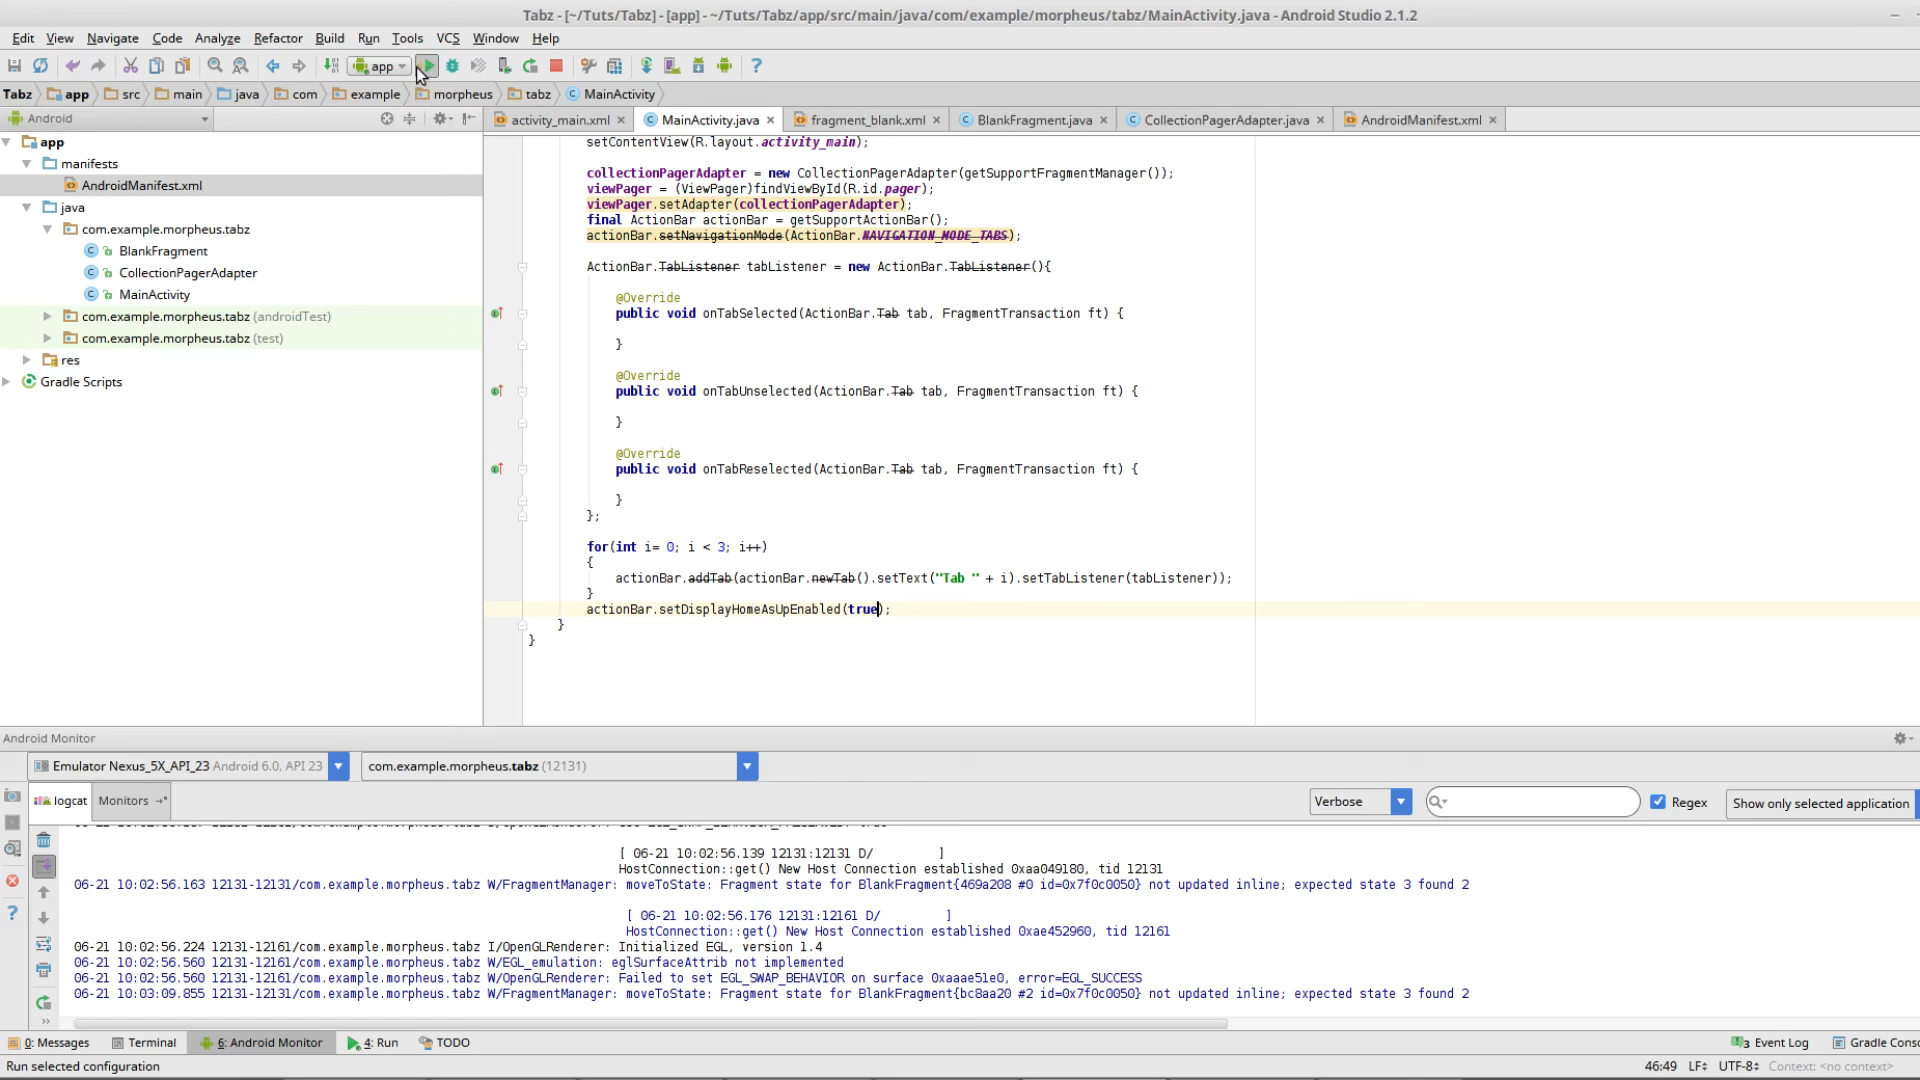 Tabz - [~/Tuts/Tabz] - [app] - ~/Tuts/Tabz/app/src/main/java/com/example/morpheus/tabz/MainActivity.java - Android Studio 2.1.2
Edit View Navigate Code Analyze Refactor Build Run Tools VCS Window Help
app
Tabz app src main java com example morpheus tabz MainActivity
Android
activity_main.xml MainActivity.java fragment_blank.xml BlankFragment.java CollectionPagerAdapter.java AndroidManifest.xml
app
manifests
AndroidManifest.xml
java
com.example.morpheus.tabz
BlankFragment
CollectionPagerAdapter
MainActivity
com.example.morpheus.tabz (androidTest)
com.example.morpheus.tabz (test)
res
Gradle Scripts
setContentView(R.layout.activity_main);
collectionPagerAdapter = new CollectionPagerAdapter(getSupportFragmentManager());
viewPager = (ViewPager)findViewById(R.id.pager);
viewPager.setAdapter(collectionPagerAdapter);
final ActionBar actionBar = getSupportActionBar();
actionBar.setNavigationMode(ActionBar.NAVIGATION_MODE_TABS);
ActionBar.TabListener tabListener = new ActionBar.TabListener(){
@Override
public void onTabSelected(ActionBar.Tab tab, FragmentTransaction ft) {
}
@Override
public void onTabUnselected(ActionBar.Tab tab, FragmentTransaction ft) {
}
@Override
public void onTabReselected(ActionBar.Tab tab, FragmentTransaction ft) {
}
};
for(int i= 0; i < 3; i++)
{
actionBar.addTab(actionBar.newTab().setText("Tab " + i).setTabListener(tabListener));
}
actionBar.setDisplayHomeAsUpEnabled(true);
}
}
Android Monitor
Emulator Nexus_5X_API_23 Android 6.0, API 23 com.example.morpheus.tabz (12131)
logcat Monitors Verbose Regex Show only selected application
[ 06-21 10:02:56.139 12131:12131 D/ ]
HostConnection::get() New Host Connection established 0xaa049180, tid 12131
06-21 10:02:56.163 12131-12131/com.example.morpheus.tabz W/FragmentManager: moveToState: Fragment state for BlankFragment{469a208 #0 id=0x7f0c0050} not updated inline; expected state 3 found 2
[ 06-21 10:02:56.176 12131:12161 D/ ]
HostConnection::get() New Host Connection established 0xae452960, tid 12161
06-21 10:02:56.224 12131-12161/com.example.morpheus.tabz I/OpenGLRenderer: Initialized EGL, version 1.4
06-21 10:02:56.560 12131-12161/com.example.morpheus.tabz W/EGL_emulation: eglSurfaceAttrib not implemented
06-21 10:02:56.560 12131-12161/com.example.morpheus.tabz W/OpenGLRenderer: Failed to set EGL_SWAP_BEHAVIOR on surface 0xaaae51e0, error=EGL_SUCCESS
06-21 10:03:09.855 12131-12131/com.example.morpheus.tabz W/FragmentManager: moveToState: Fragment state for BlankFragment{bc8aa20 #2 id=0x7f0c0050} not updated inline; expected state 3 found 2
0: Messages Terminal 6: Android Monitor 4: Run TODO 3 Event Log Gradle Conso
Run selected configuration 46:49 LF UTF-8 Context: <no context>